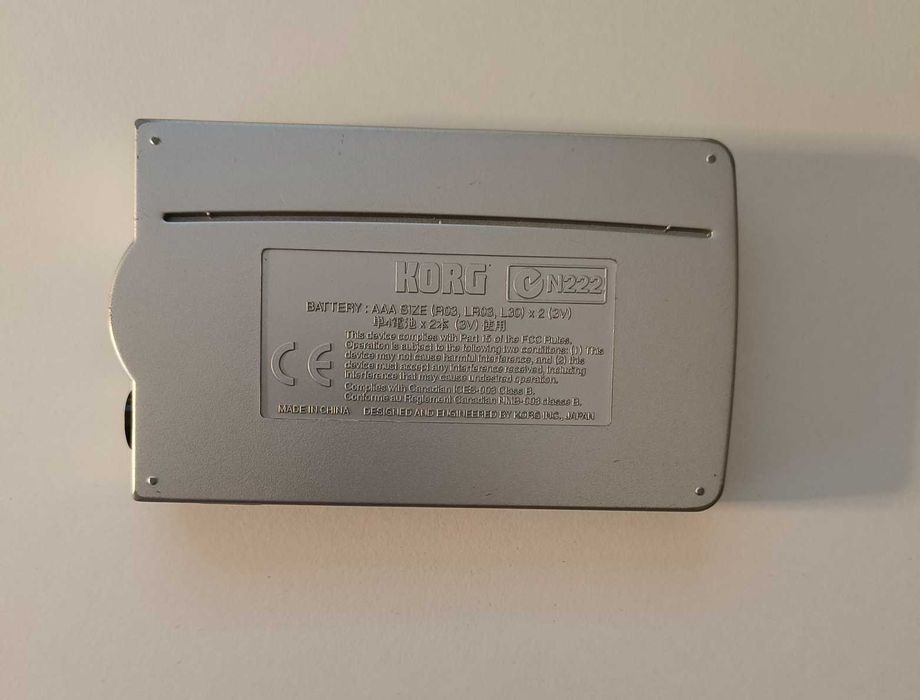 KORG N222
BATTERY : AAA SIZE (R03, LR03, L30) x 2 (3V)
単4電池 x 2本 (3V) 使用
This device complies with Part 15 of the FCC Rules.
Operation is subject to the following two conditions: (1) This
device may not cause harmful interference, and (2) this
device must accept any interference received, including
interference that may cause undesired operation.
Complies with Canadian ICES-003 Class B.
Conforme au Reglement Canadian NMB-003 classe B.
CE
MADE IN CHINA DESIGNED AND ENGINEERED BY KORG INC., JAPAN